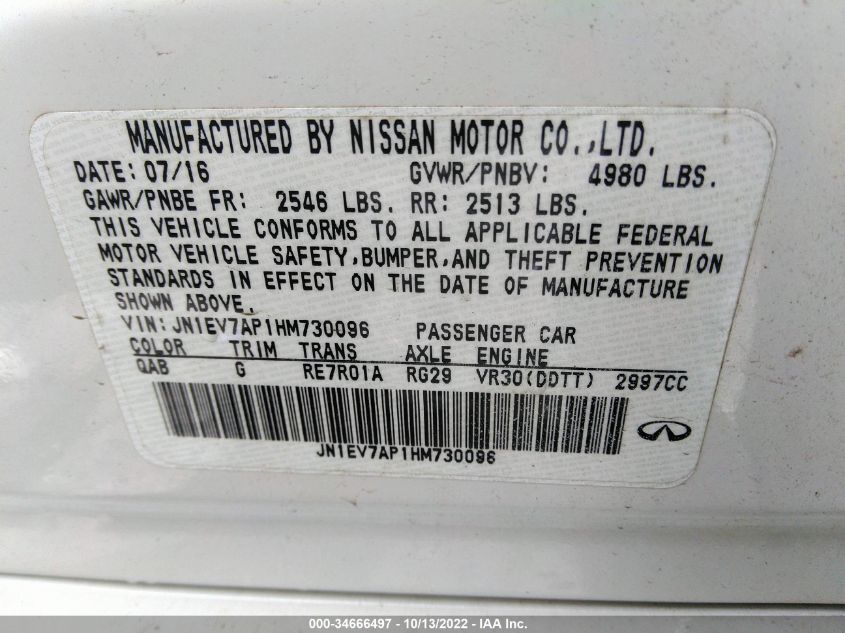 MANUFACTURED BY NISSAN MOTOR CO.,LTD.
DATE: 07/16 GVWR/PNBV: 4980 LBS.
GAWR/PNBE FR: 2546 LBS. RR: 2513 LBS.
THIS VEHICLE CONFORMS TO ALL APPLICABLE FEDERAL
MOTOR VEHICLE SAFETY,BUMPER,AND THEFT PREVENTION
STANDARDS IN EFFECT ON THE DATE OF MANUFACTURE
SHOWN ABOVE.
VIN:JN1EV7AP1HM730096 PASSENGER CAR
COLOR TRIM TRANS AXLE ENGINE
QAB G RE7R01A RG29 VR30(DDTT) 2997CC
JN1EV7AP1HM730096
000-34666497 - 10/13/2022 - IAA Inc.